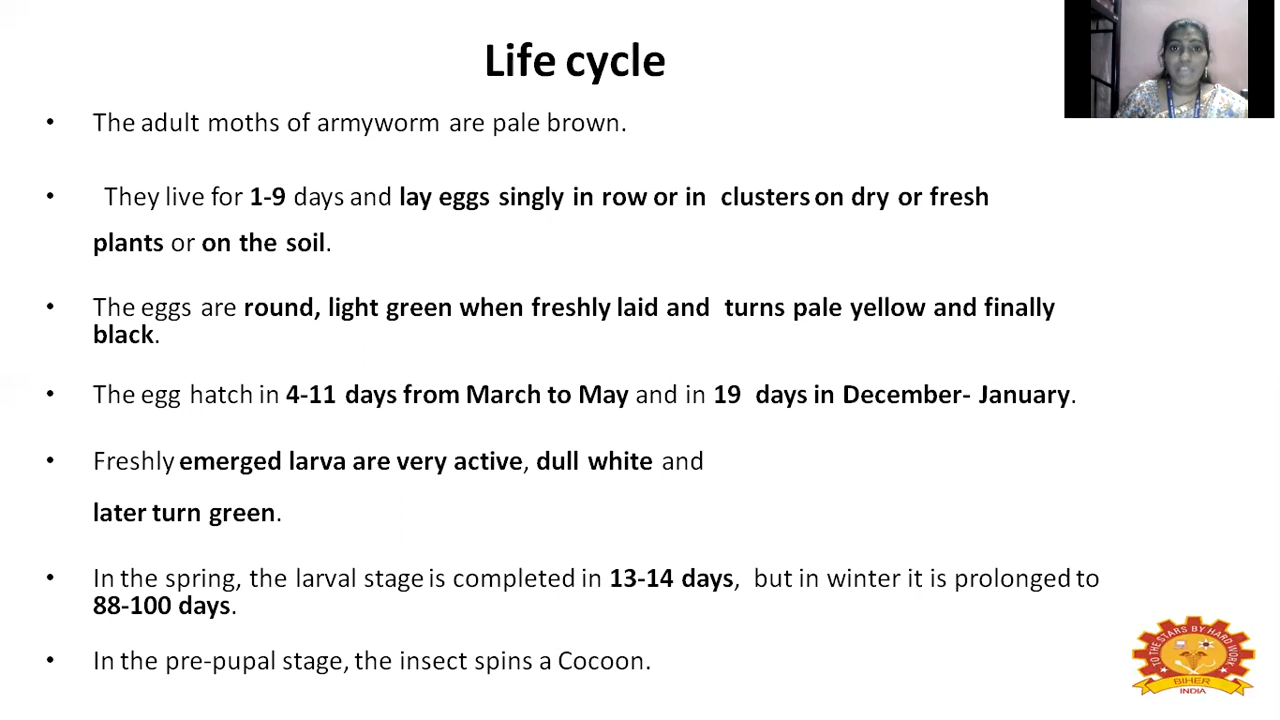 Life cycle
• The adult moths of armyworm are pale brown.
• They live for 1-9 days and lay eggs singly in row or in clusters on dry or fresh
plants or on the soil.
• The eggs are round, light green when freshly laid and turns pale yellow and finally
black.
• The egg hatch in 4-11 days from March to May and in 19 days in December- January.
• Freshly emerged larva are very active, dull white and
later turn green.
• In the spring, the larval stage is completed in 13-14 days, but in winter it is prolonged to
88-100 days.
• In the pre-pupal stage, the insect spins a Cocoon.
TO THE STARS BY HARD WORK
BIHER
INDIA